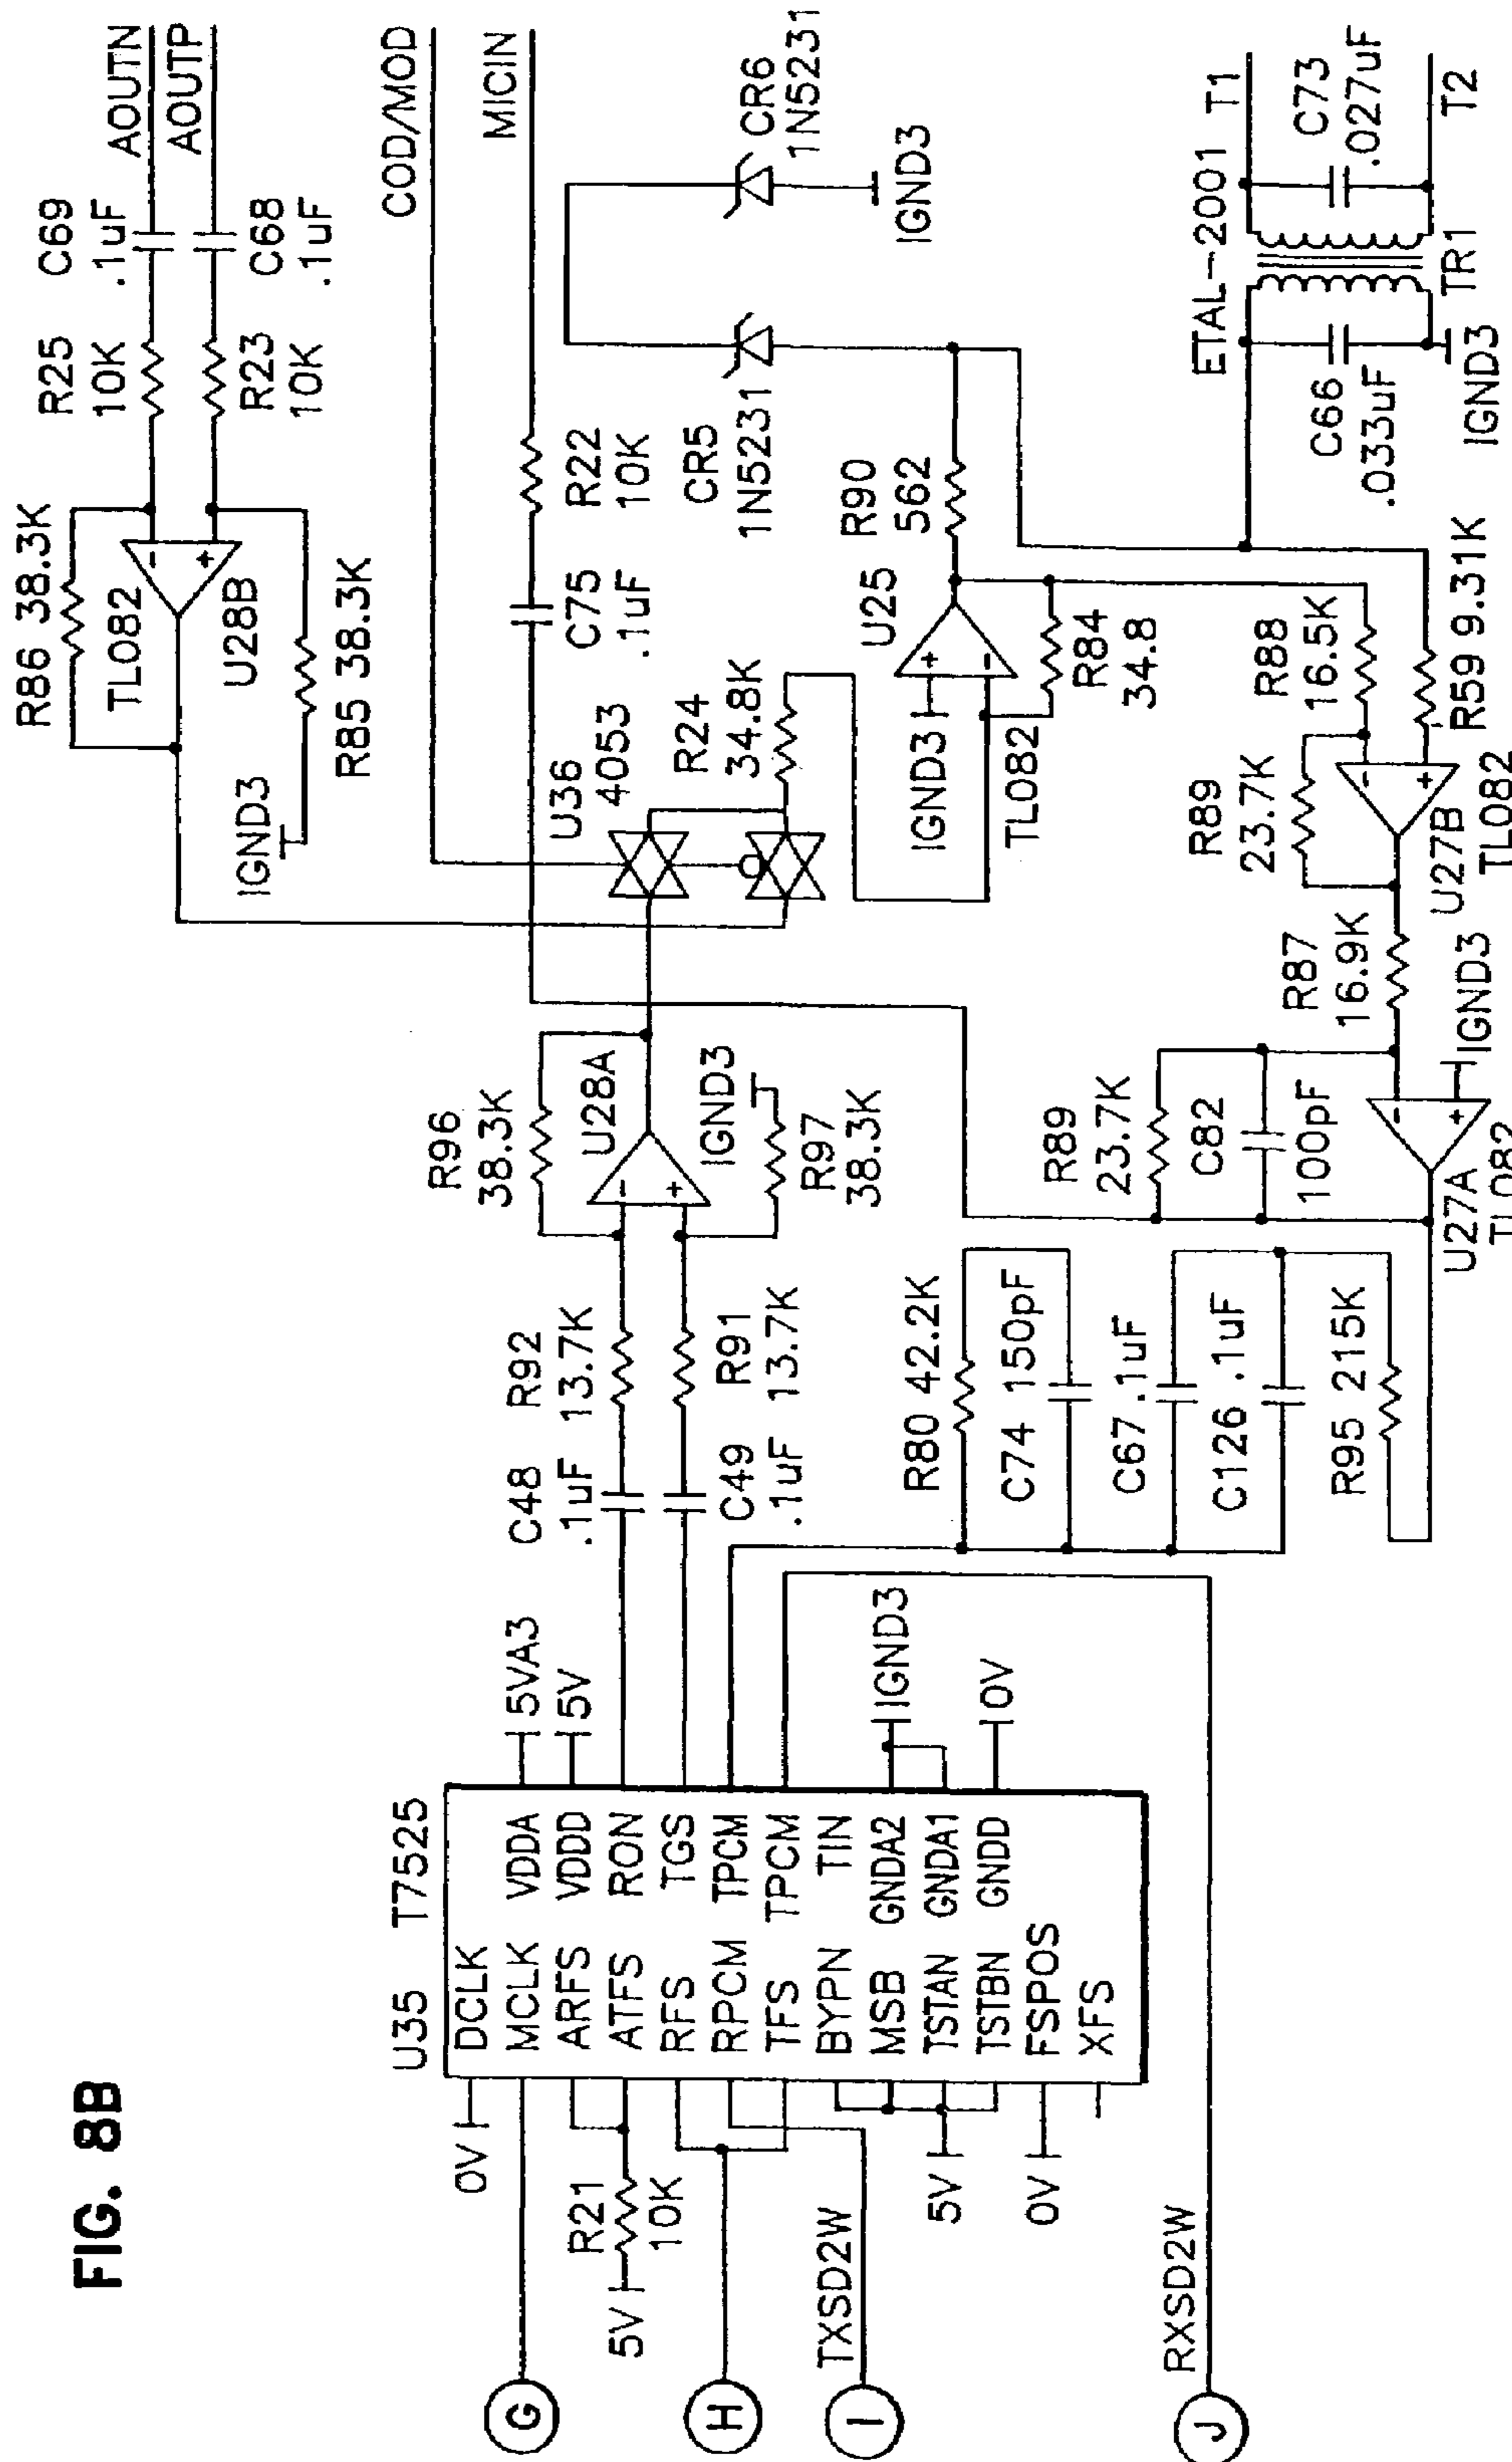 FIG. 8B
U35 T7525
DCLK
MCLK
ARFS
ATFS
RFS
RPCM
TFS
BYPN
MSB
TSTAN
TSTBN
FSPOS
XFS
VDDA
VDDD
RON
TGS
TPCM
TPCM
TIN
GNDA2
GNDA1
GNDD
0V
G
R21
10K
5V
H
TXSD2W
I
5V
0V
RXSD2W
J
5VA3
5V
IGND3
0V
C48 R92
.1uF 13.7K
C49 R91
.1uF 13.7K
R96
38.3K
U28A
IGND3
R97
38.3K
R80 42.2K
C74 150pF
C67 .1uF
C126 .1uF
R95 215K
R89
23.7K
C82
100pF
U27A
TL082
IGND3
R87
16.9K
R89
23.7K
U27B
TL082
R88
16.5K
R59 9.31K
R86 38.3K
TL082
U28B
IGND3
R85 38.3K
R25
10K
C69
.1uF
AOUTN
AOUTP
R23
10K
C68
.1uF
COD/MOD
MICIN
U36
4053
C75
.1uF
R22
10K
R24
34.8K
IGND3
TL082
U25
R84
34.8
R90
562
CR5
1N5231
CR6
1N5231
IGND3
ETAL-2001
T1
C73
.027uF
T2
TR1
C66
.033uF
IGND3